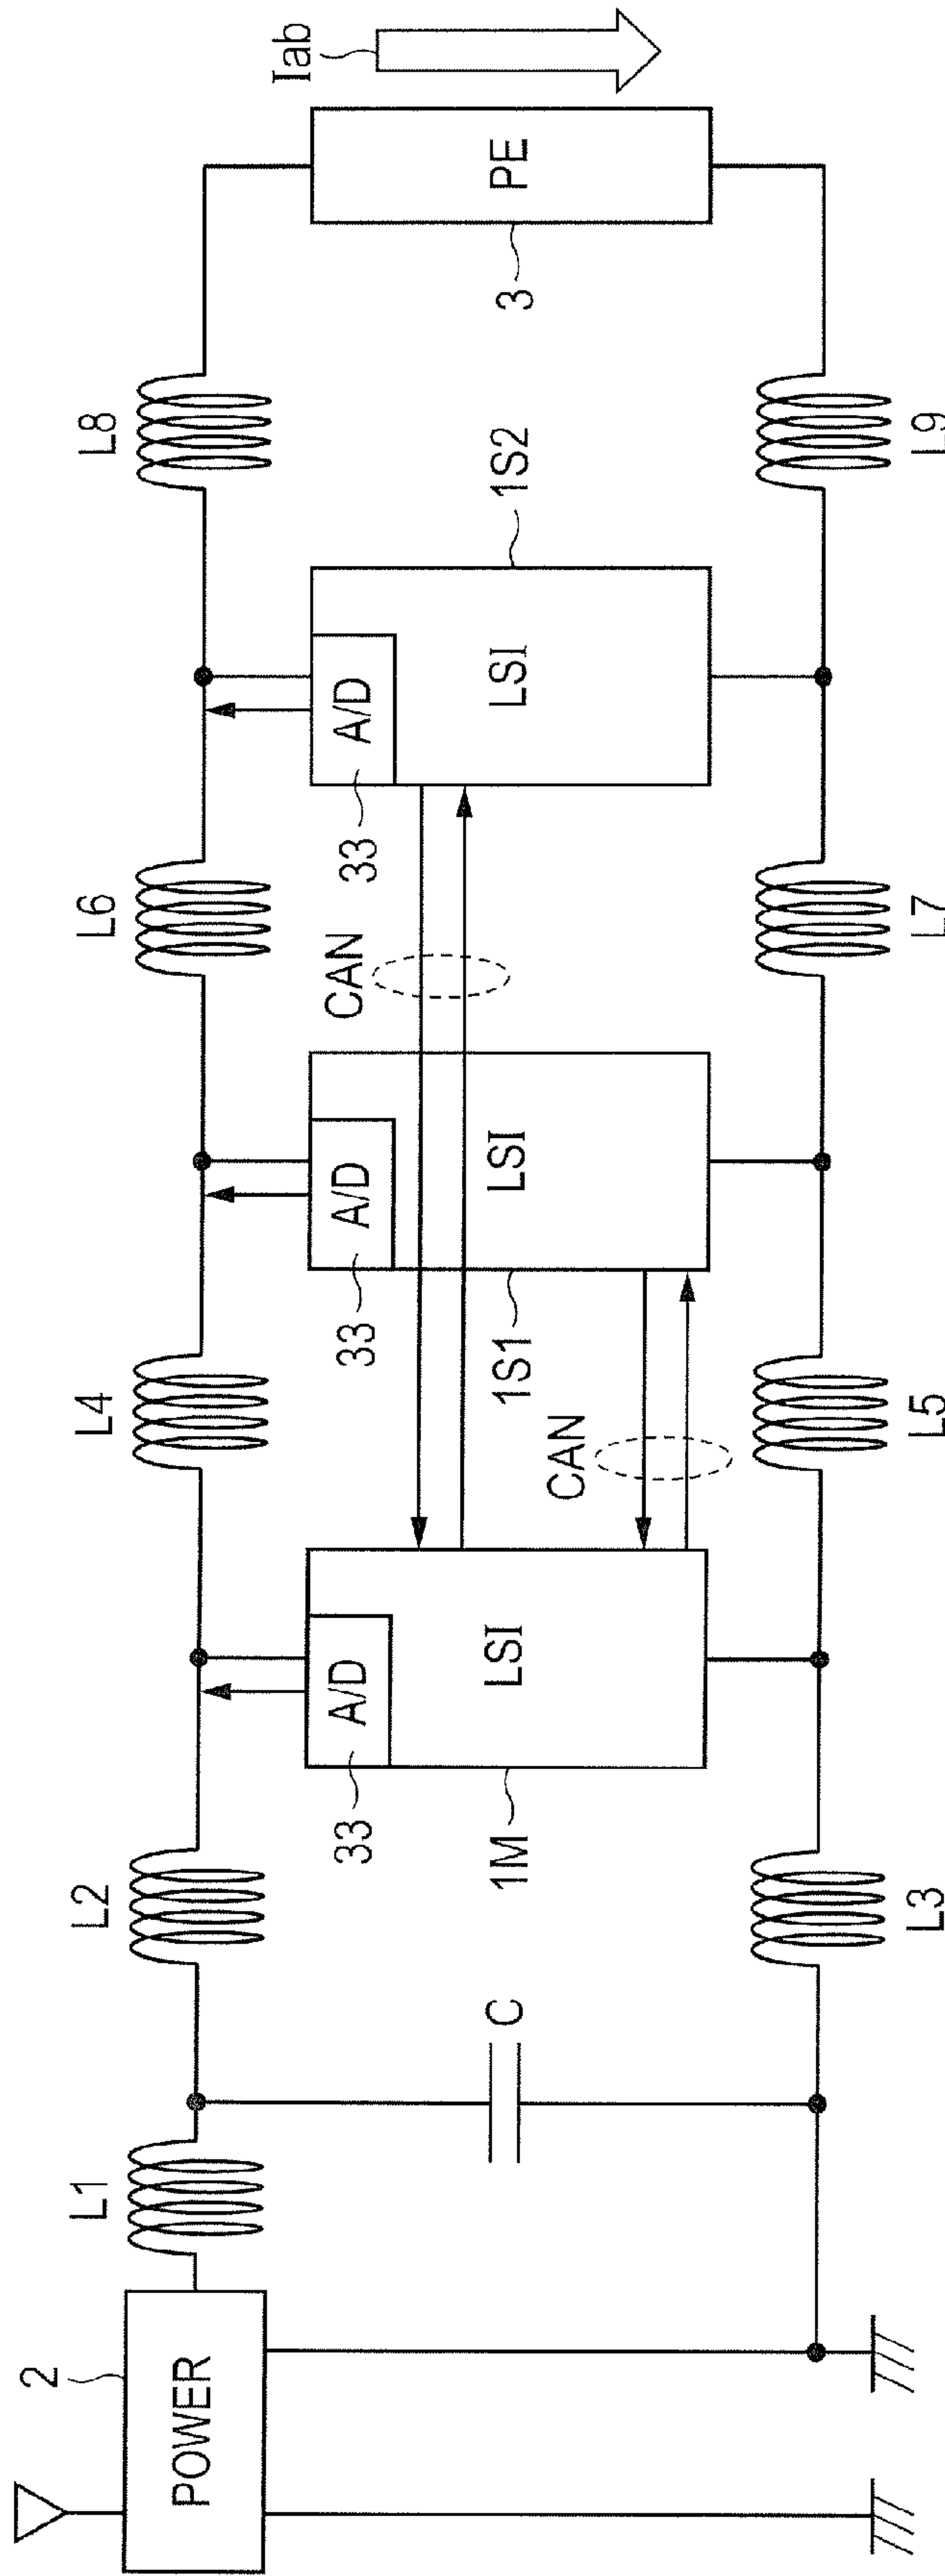 2
POWER
L1
C
L2
L3
33
A/D
LSI
1M
L4
L5
CAN
33
A/D
LSI
1S1
L6
L7
CAN
33
A/D
LSI
1S2
L8
L9
PE
3
Iab